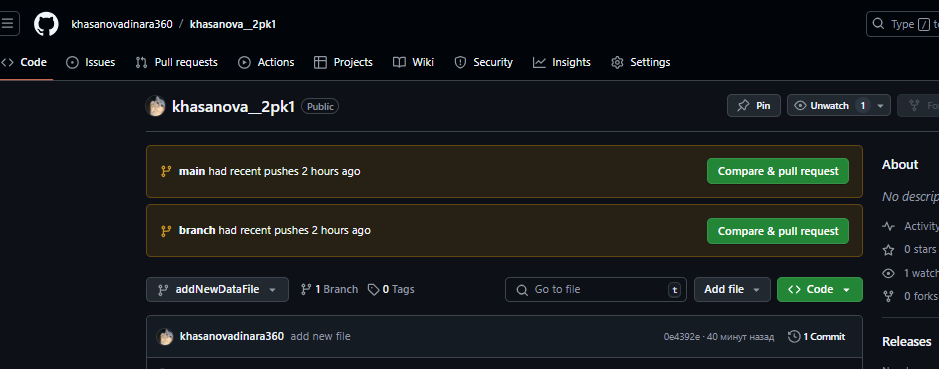 khasanovadinara360 / khasanova__2pk1
Type / to
Code Issues Pull requests Actions Projects Wiki Security Insights Settings
khasanova__2pk1 Public Pin Unwatch 1
main had recent pushes 2 hours ago Compare & pull request
branch had recent pushes 2 hours ago Compare & pull request
addNewDataFile 1 Branch 0 Tags Go to file t Add file Code
khasanovadinara360 add new file 0e4392e · 40 минут назад 1 Commit
About
No descrip
Activity
0 stars
1 watch
0 forks
Releases